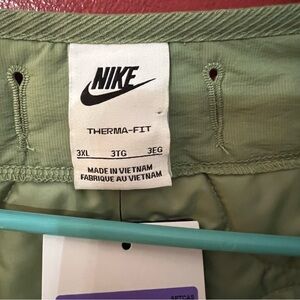 NIKE
THERMA-FIT
3XL 3TG 3EG
MADE IN VIETNAM
FABRIQUE AU VIETNAM